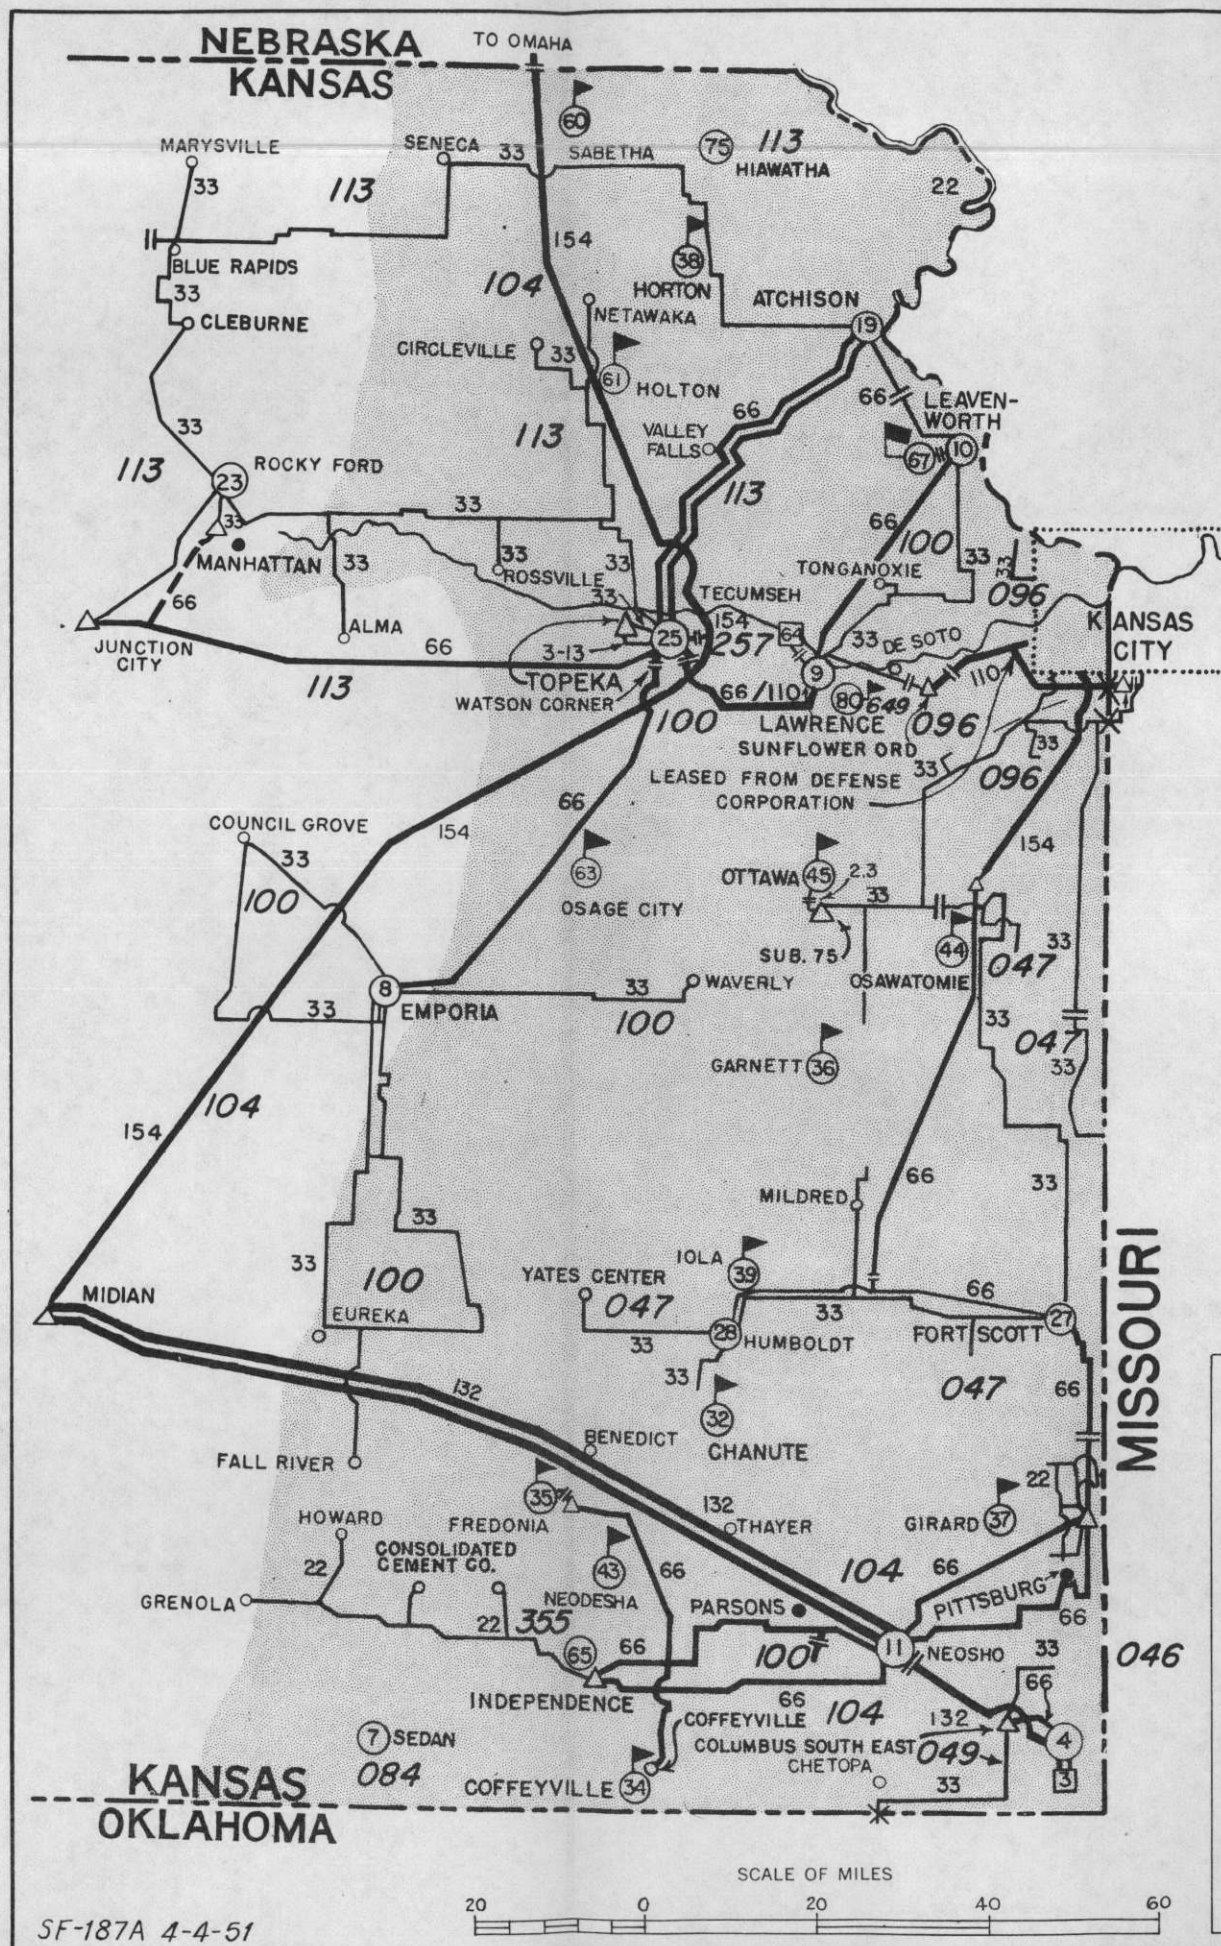 NEBRASKA
KANSAS
TO OMAHA
60
SABETHA
75
113
HIAWATHA
MARYSVILLE
33
SENECA
33
113
22
154
104
38
HORTON
ATCHISON
19
BLUE RAPIDS
33
CLEBURNE
NETAWAKA
CIRCLEVILLE
33
61
HOLTON
66
66
LEAVEN-
WORTH
VALLEY
FALLS
67
10
33
113
113
ROCKY FORD
23
113
33
33
MANHATTAN
33
33
ROSSVILLE
33
33
66
100
TONGANOXIE
33
33
096
TECUMSEH
154
64
66
JUNCTION
CITY
ALMA
66
3-13
25
257
33
DE SOTO
KANSAS
CITY
113
TOPEKA
WATSON CORNER
100
66/110
9
80
649
110
LAWRENCE
096
SUNFLOWER ORD
33
33
096
LEASED FROM DEFENSE
CORPORATION
66
154
COUNCIL GROVE
33
100
154
63
OSAGE CITY
45
OTTAWA
2.3
33
SUB. 75
44
OSAWATOMIE
047
33
8
EMPORIA
33
33
WAVERLY
100
33
047
33
36
GARNETT
104
154
66
33
MILDRED
33
33
100
IOLA
39
YATES CENTER
047
66
33
33
28
HUMBOLDT
FORT SCOTT
27
MIDIAN
EUREKA
33
047
66
MISSOURI
132
32
CHANUTE
BENEDICT
FALL RIVER
35
FREDONIA
132
THAYER
22
GIRARD
37
HOWARD
CONSOLIDATED
CEMENT CO.
22
43
NEODESHA
66
104
66
GRENOLA
PARSONS
PITTSBURG
66
22
355
65
66
100
11
NEOSHO
33
046
INDEPENDENCE
66
66
COFFEYVILLE
104
132
COLUMBUS SOUTH EAST
049
4
7
SEDAN
084
CHETOPA
33
3
34
COFFEYVILLE
KANSAS
OKLAHOMA
SCALE OF MILES
20
0
20
40
60
SF-187A 4-4-51